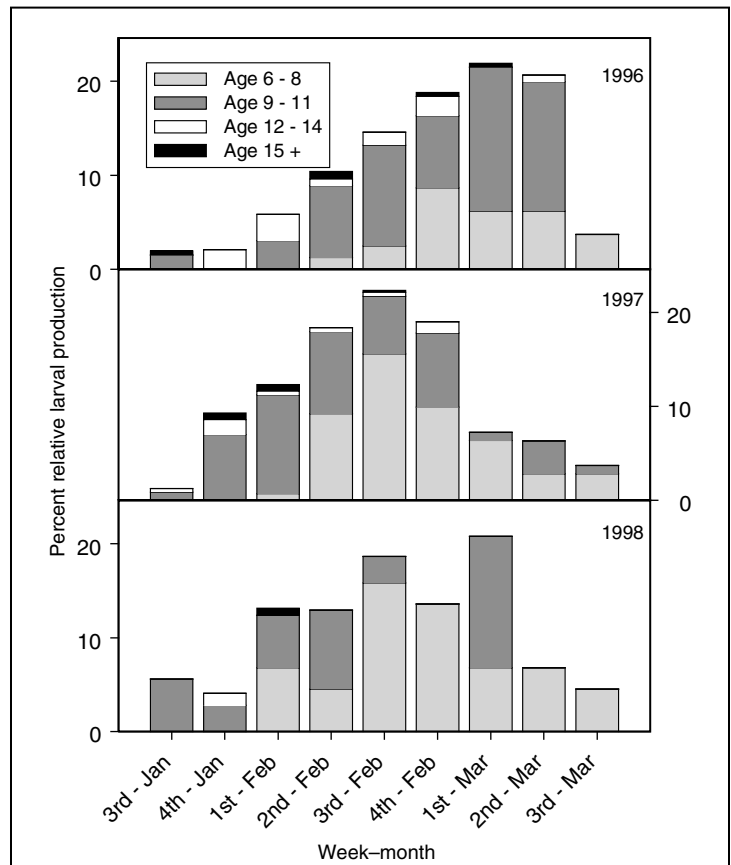 20
10
0
Age 6 - 8
Age 9 - 11
Age 12 - 14
Age 15 +
1996
Percent relative larval production
1997
20
10
0
1998
20
10
0
3rd - Jan
4th - Jan
1st - Feb
2nd - Feb
3rd - Feb
4th - Feb
1st - Mar
2nd - Mar
3rd - Mar
Week–month